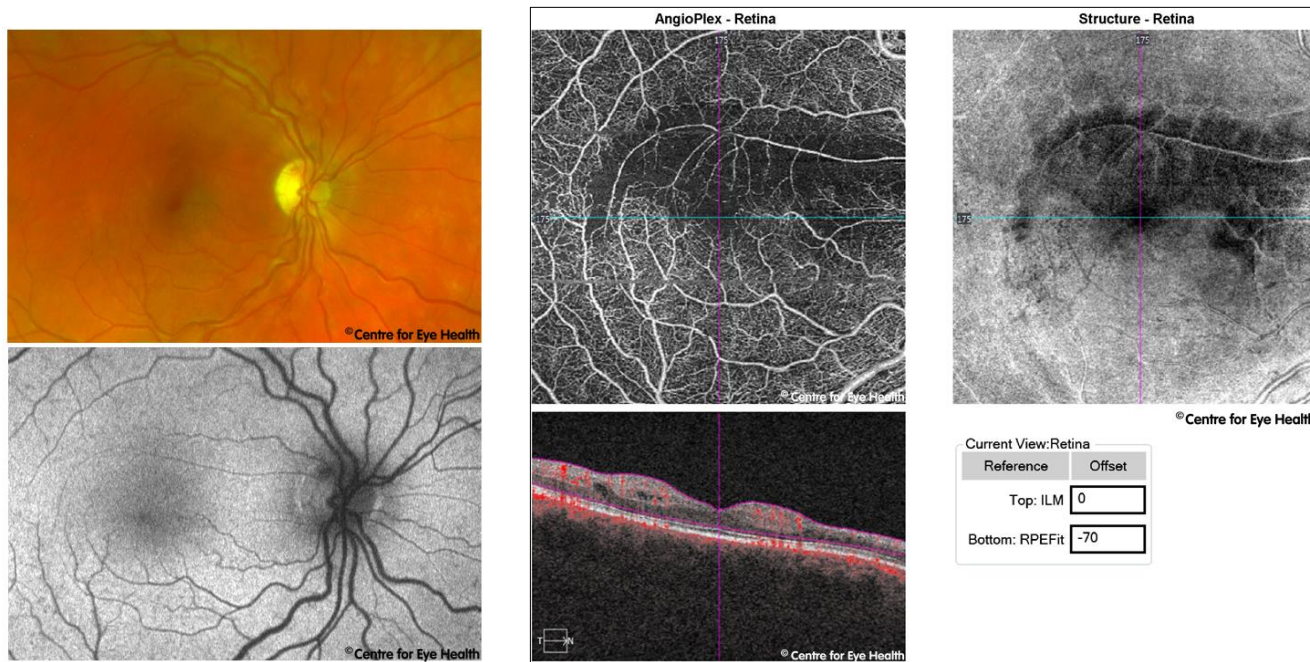 AngioPlex - Retina
Structure - Retina
175
175
175
175
©Centre for Eye Health
©Centre for Eye Health
©Centre for Eye Health
©Centre for Eye Health
Current View:Retina
Reference Offset
Top: ILM 0
Bottom: RPEFit -70
T N
©Centre for Eye Health